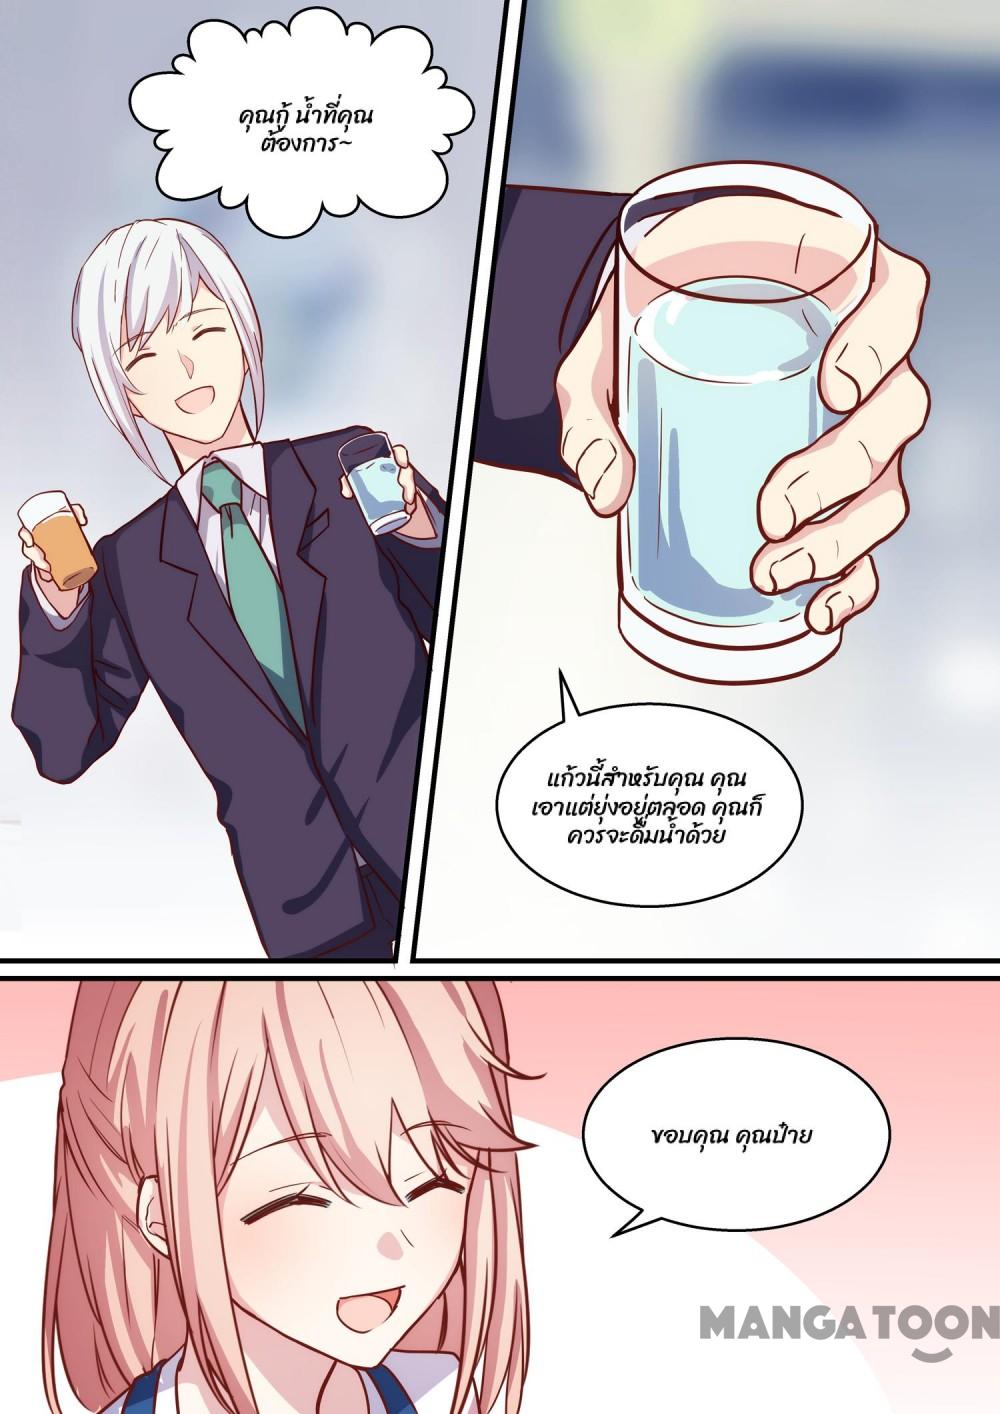 คุณกู้ น้ำที่คุณ
ต้องการ~
แก้วนี้สำหรับคุณ คุณ
เอาแต่ยุ่งอยู่ตลอด คุณก็
ควรจะดื่มน้ำด้วย
ขอบคุณ คุณป๋าย
MANGATOON